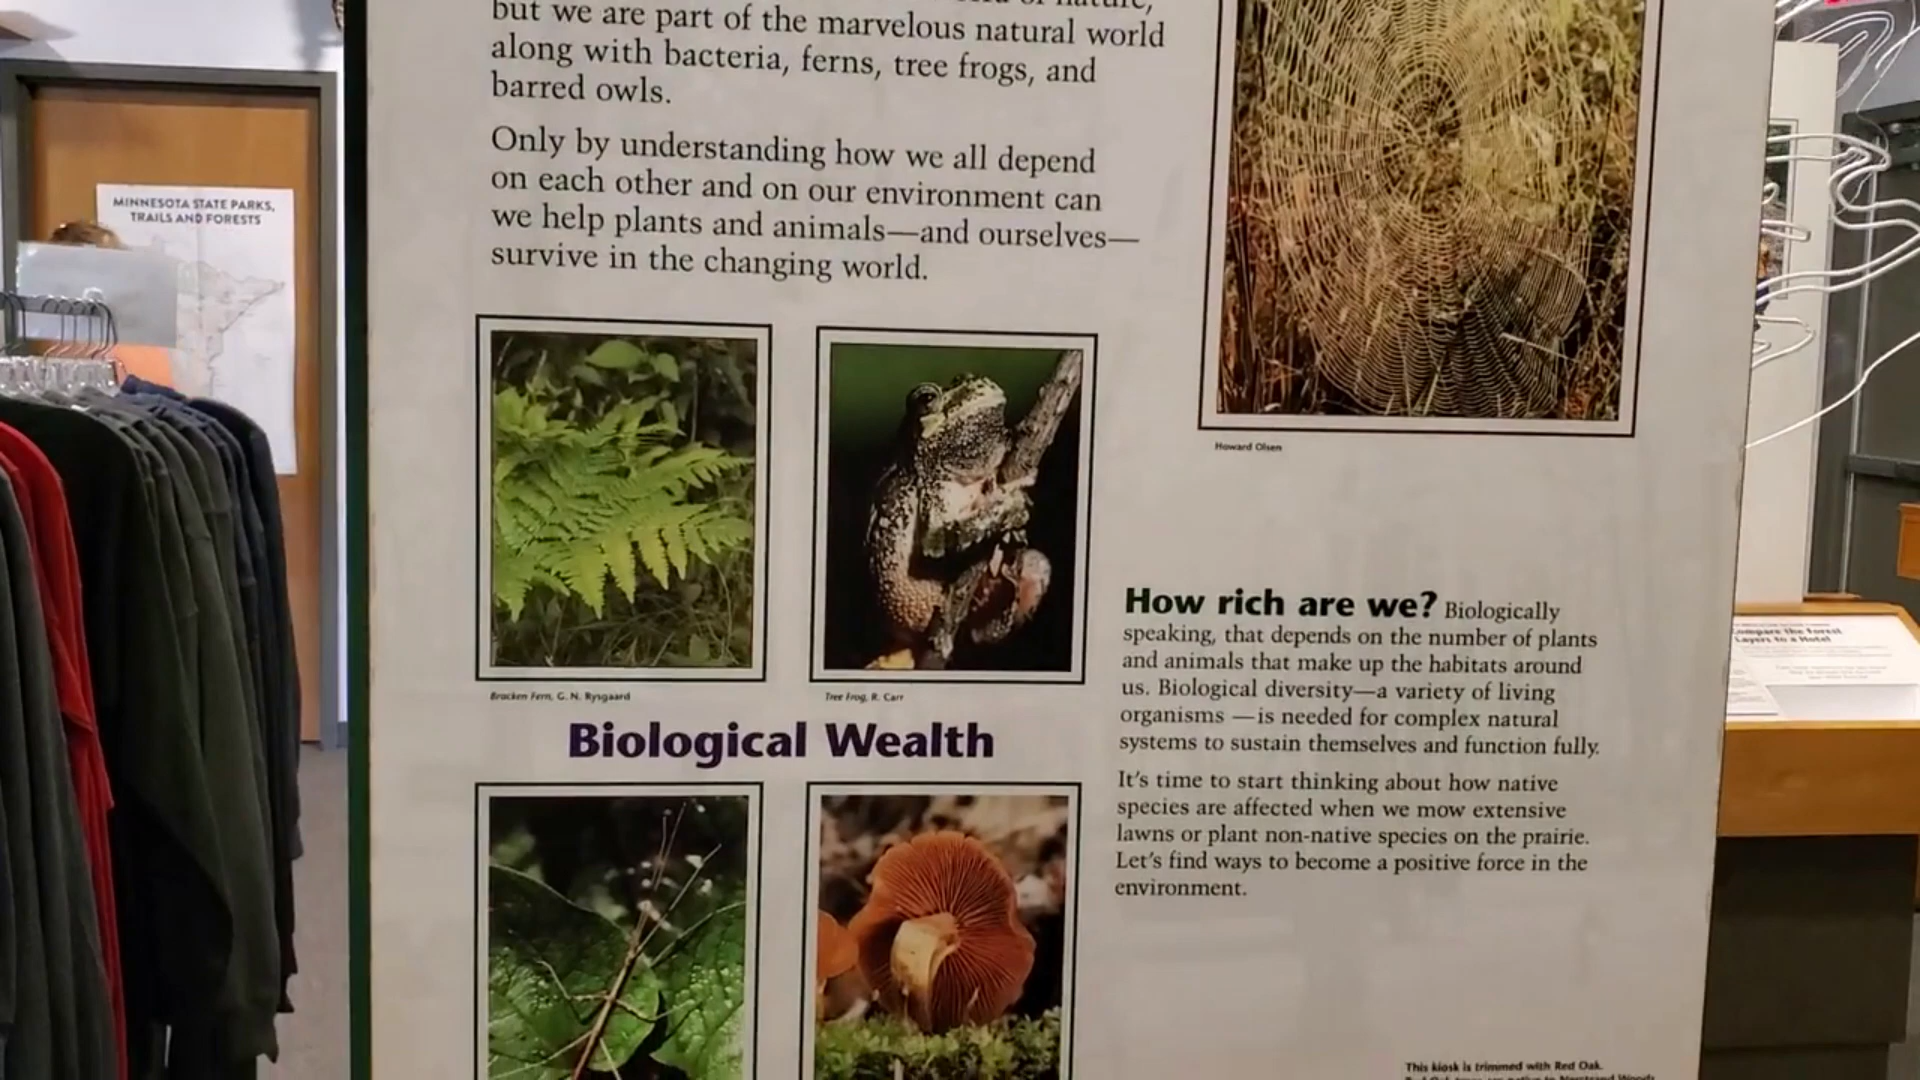 but we are part of the marvelous natural world
along with bacteria, ferns, tree frogs, and
barred owls.
Only by understanding how we all depend
on each other and on our environment can
we help plants and animals—and ourselves—
survive in the changing world.
MINNESOTA STATE PARKS,
TRAILS AND FORESTS
Howard Olsen
Bracken Fern, G. N. Rysgaard
Tree Frog, R. Carr
Biological Wealth
How rich are we? Biologically
speaking, that depends on the number of plants
and animals that make up the habitats around
us. Biological diversity—a variety of living
organisms —is needed for complex natural
systems to sustain themselves and function fully.
It's time to start thinking about how native
species are affected when we mow extensive
lawns or plant non-native species on the prairie.
Let's find ways to become a positive force in the
environment.
Compare the Forest
Layers to a Hotel
This kiosk is trimmed with Red Oak.